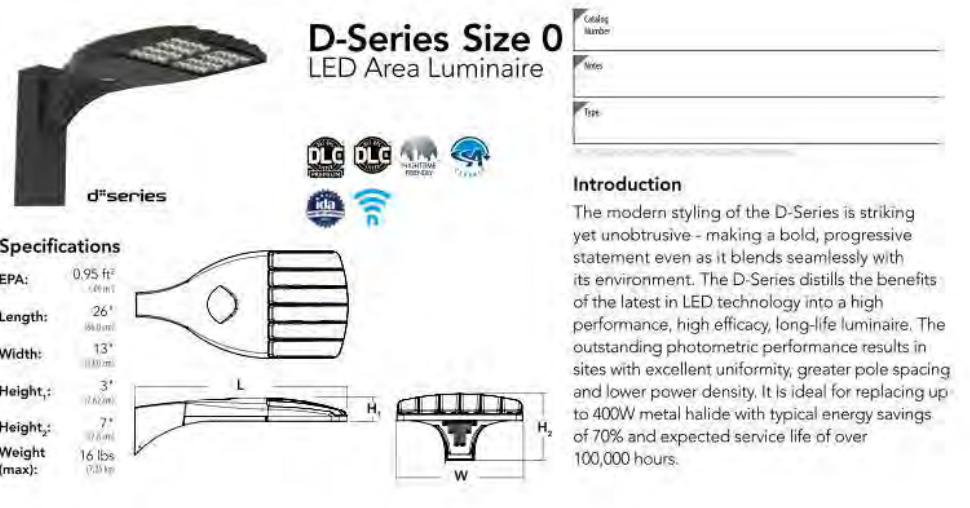 D-Series Size 0
LED Area Luminaire
Catalog
Number
Notes
Type
DLC
PREMIUM
DLC
NIGHTTIME
FRIENDLY
ida
n
d"series
Specifications
EPA: 0.95 ft²
Length: 26"
Width: 13"
Height₁: 3"
Height₂: 7"
Weight
(max): 16 lbs
L
H₁
H₂
W
Introduction
The modern styling of the D-Series is striking
yet unobtrusive - making a bold, progressive
statement even as it blends seamlessly with
its environment. The D-Series distills the benefits
of the latest in LED technology into a high
performance, high efficacy, long-life luminaire. The
outstanding photometric performance results in
sites with excellent uniformity, greater pole spacing
and lower power density. It is ideal for replacing up
to 400W metal halide with typical energy savings
of 70% and expected service life of over
100,000 hours.